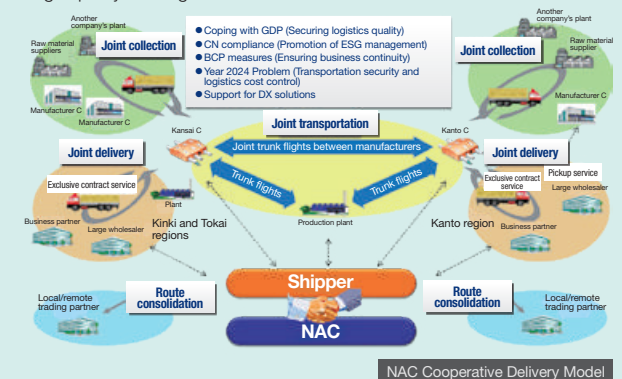 Another
company's plant
Raw material
suppliers
Joint collection
Manufacturer C
Manufacturer C
● Coping with GDP (Securing logistics quality)
● CN compliance (Promotion of ESG management)
● BCP measures (Ensuring business continuity)
● Year 2024 Problem (Transportation security and
logistics cost control)
● Support for DX solutions
Another
company's plant
Joint collection
Raw material
supplier
Manufacturer C
Joint transportation
Kansai C
Joint trunk flights between manufacturers
Kanto C
Trunk flights
Trunk flights
Production plant
Joint delivery
Exclusive contract service
Plant
Business partner
Large wholesaler
Kinki and Tokai
regions
Joint delivery
Pickup service
Exclusive contract
service
Large wholesaler
Kanto region
Business partner
Shipper
NAC
Route
consolidation
Local/remote
trading partner
Route
consolidation
Local/remote
trading partner
NAC Cooperative Delivery Model